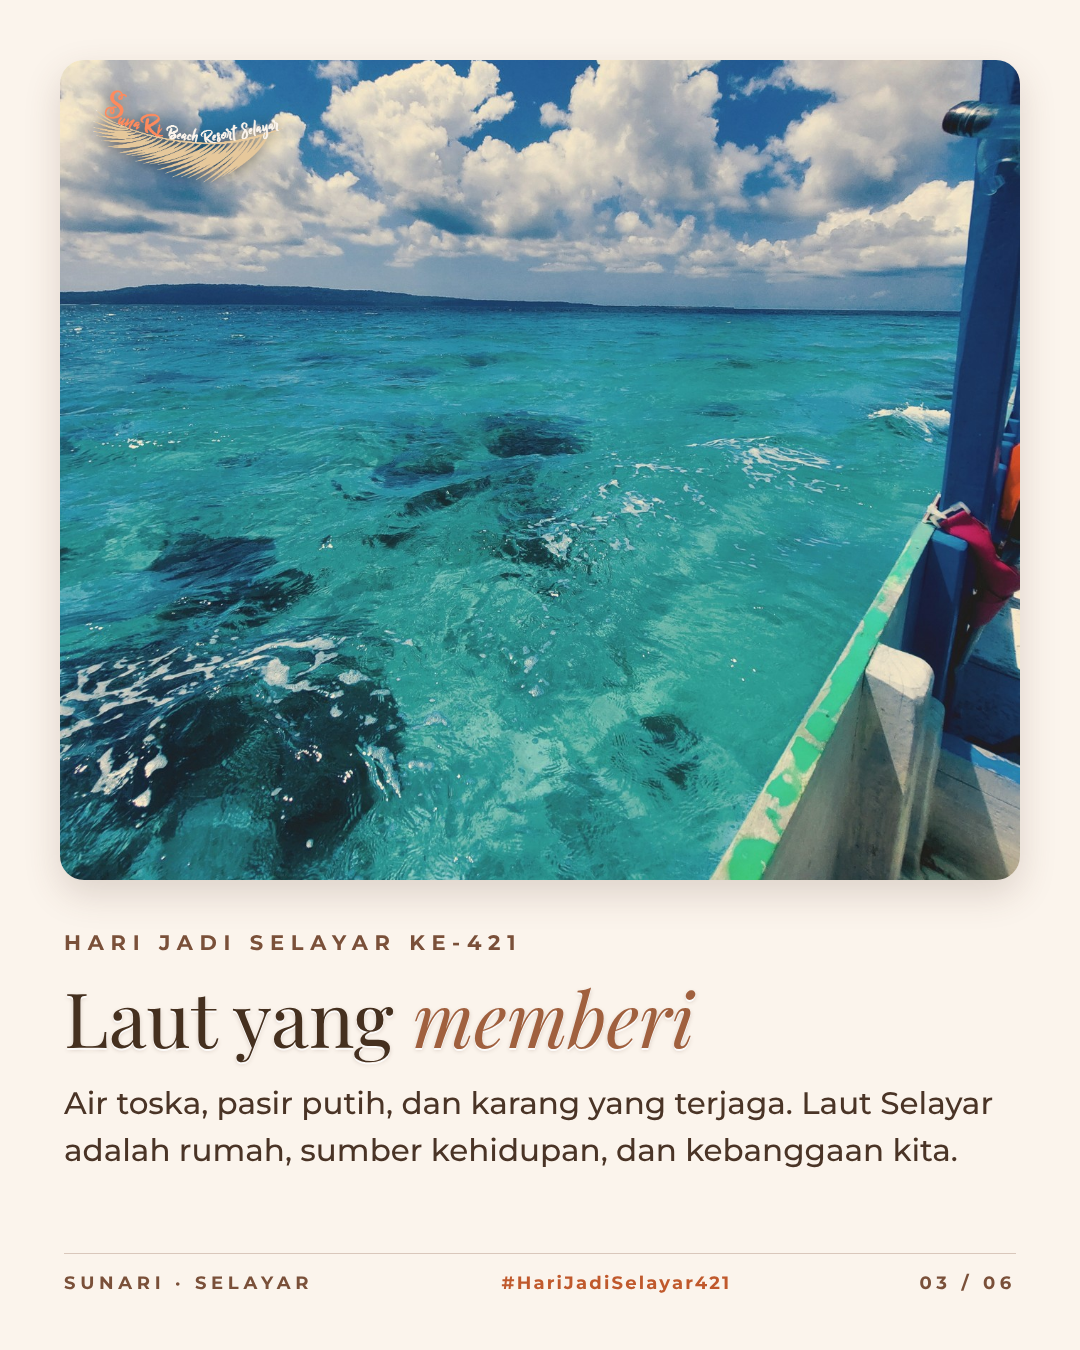 SunaRi Beach Resort Selayar
HARI JADI SELAYAR KE-421
Laut yang memberi
Air toska, pasir putih, dan karang yang terjaga. Laut Selayar
adalah rumah, sumber kehidupan, dan kebanggaan kita.
SUNARI · SELAYAR
#HariJadiSelayar421
03 / 06